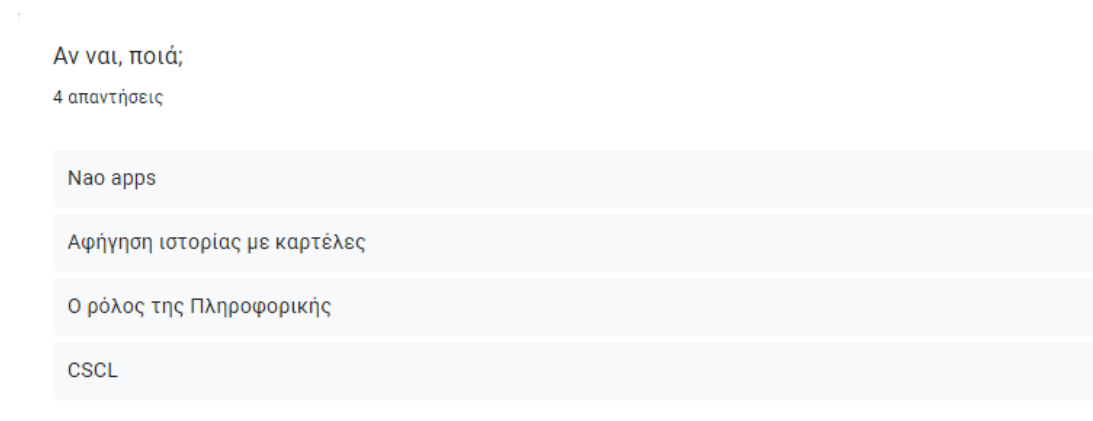 Αν ναι, ποιά;
4 απαντήσεις
Nao apps
Αφήγηση ιστορίας με καρτέλες
Ο ρόλος της Πληροφορικής
CSCL